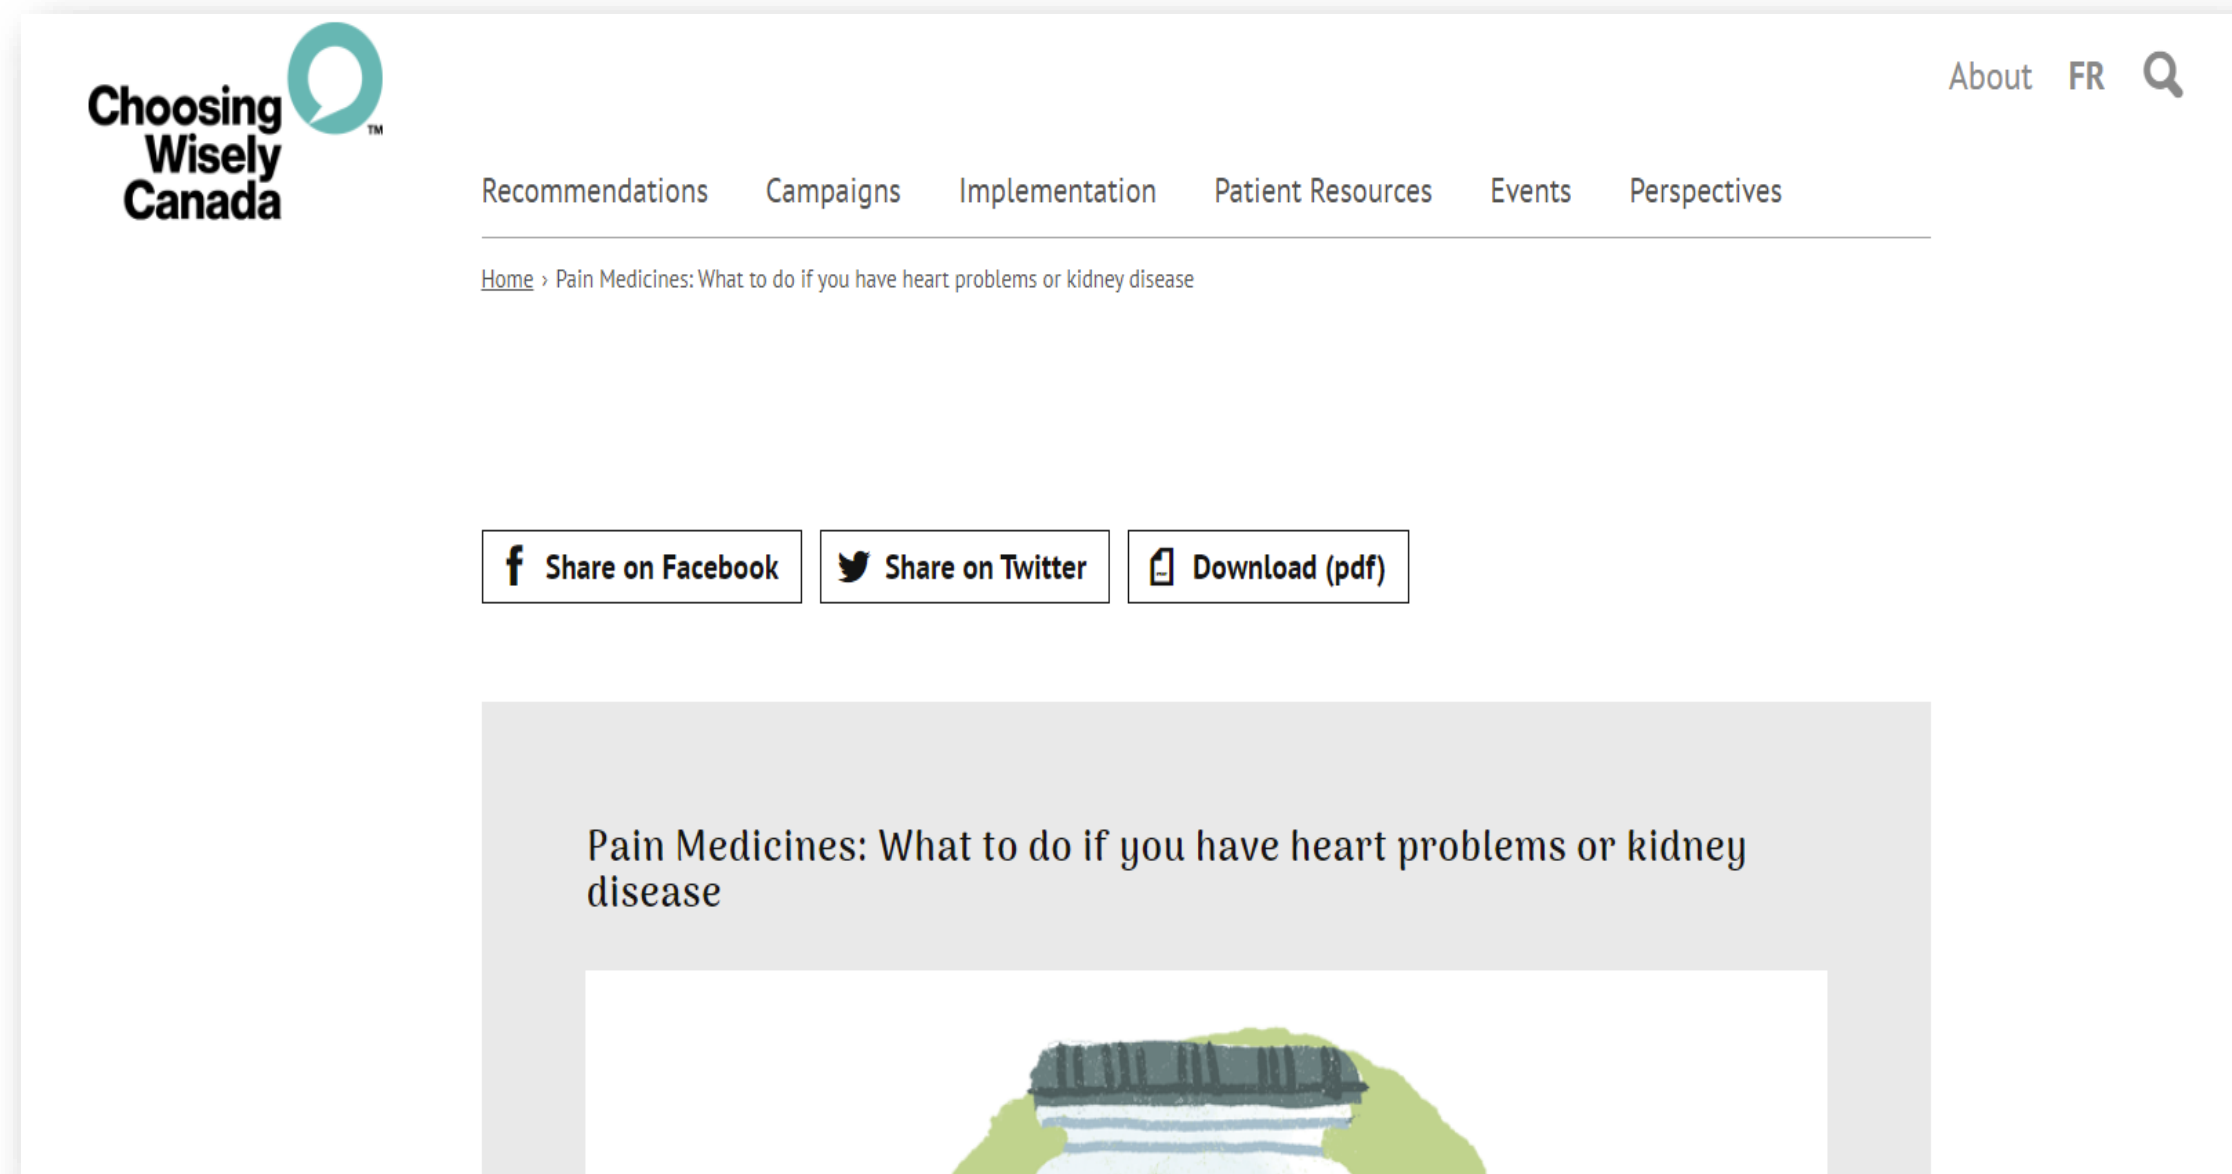 Choosing
Wisely
Canada
TM
About FR
Recommendations Campaigns Implementation Patient Resources Events Perspectives
Home › Pain Medicines: What to do if you have heart problems or kidney disease
Share on Facebook Share on Twitter Download (pdf)
Pain Medicines: What to do if you have heart problems or kidney
disease